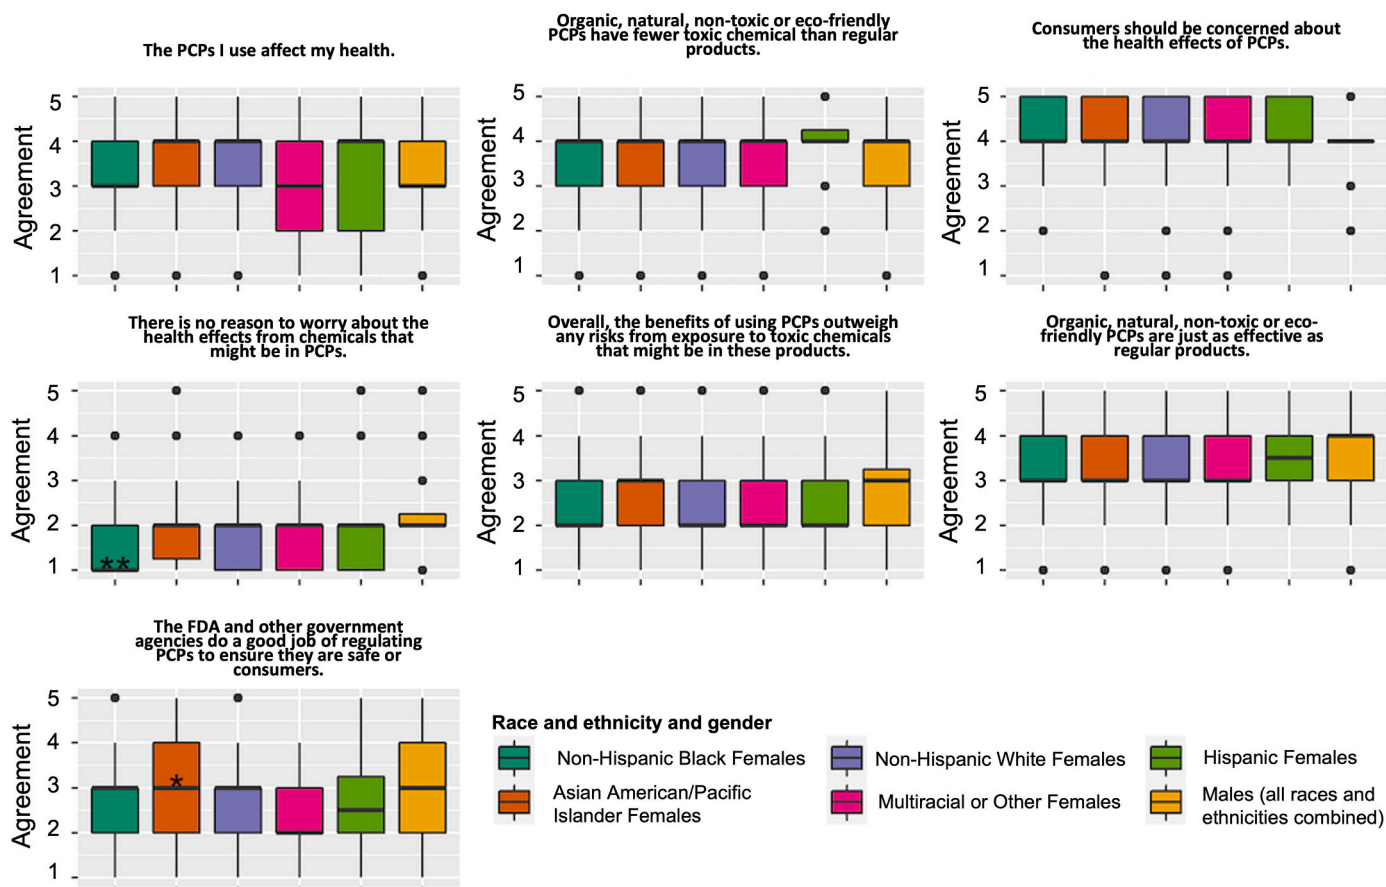 The PCPs I use affect my health.
Agreement
5
4
3
2
1
Organic, natural, non-toxic or eco-friendly
PCPs have fewer toxic chemical than regular
products.
Agreement
5
4
3
2
1
Consumers should be concerned about
the health effects of PCPs.
Agreement
5
4
3
2
1
There is no reason to worry about the
health effects from chemicals that
might be in PCPs.
Agreement
5
4
3
2
1
**
Overall, the benefits of using PCPs outweigh
any risks from exposure to toxic chemicals
that might be in these products.
Agreement
5
4
3
2
1
Organic, natural, non-toxic or eco-
friendly PCPs are just as effective as
regular products.
Agreement
5
4
3
2
1
The FDA and other government
agencies do a good job of regulating
PCPs to ensure they are safe or
consumers.
Agreement
5
4
3
2
1
*
Race and ethnicity and gender
Non-Hispanic Black Females
Asian American/Pacific
Islander Females
Non-Hispanic White Females
Multiracial or Other Females
Hispanic Females
Males (all races and
ethnicities combined)